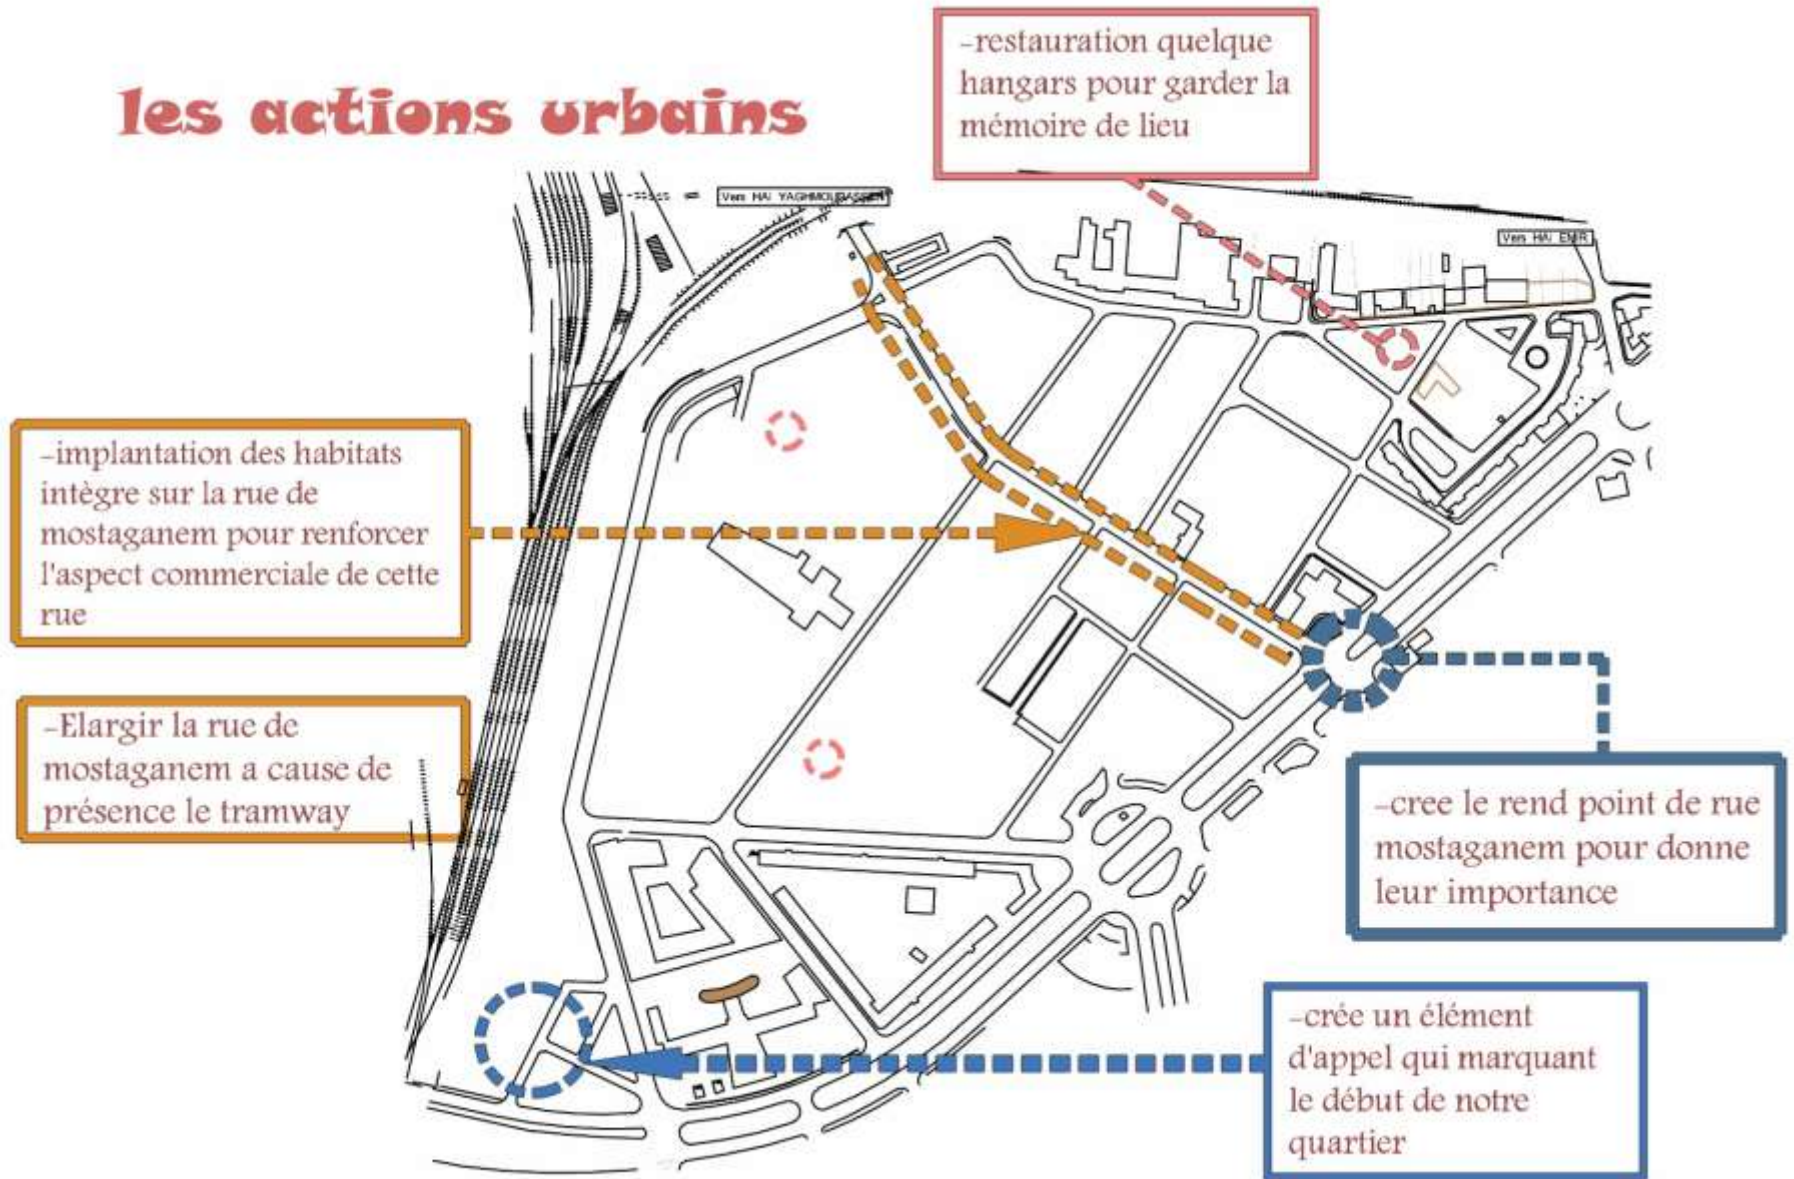 les actions urbains
-restauration quelque
hangars pour garder la
mémoire de lieu
Vers HAI YAGHMOURASSEN
Vers HAI EMIR
-implantation des habitats
intègre sur la rue de
mostaganem pour renforcer
l'aspect commerciale de cette
rue
-Elargir la rue de
mostaganem a cause de
présence le tramway
-cree le rend point de rue
mostaganem pour donne
leur importance
-crée un élément
d'appel qui marquant
le début de notre
quartier